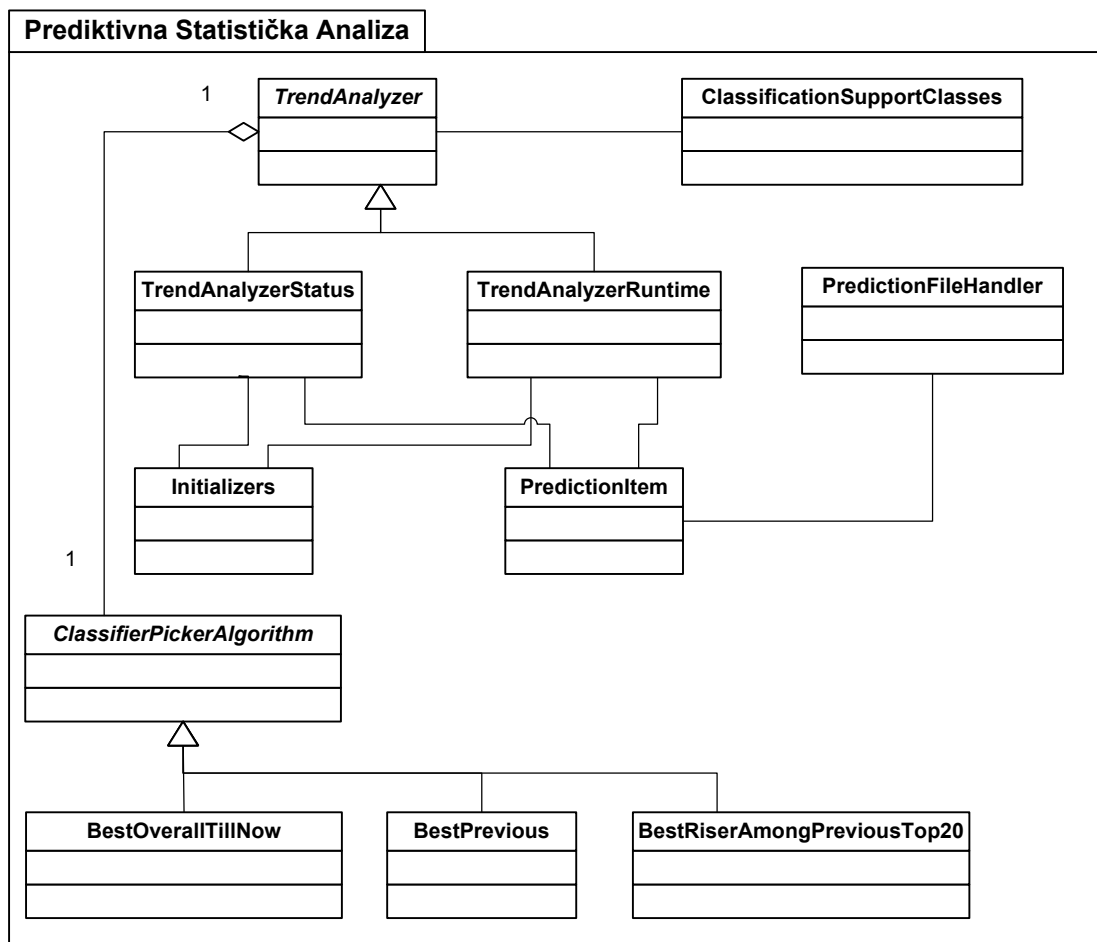 Prediktivna Statistička Analiza
1
TrendAnalyzer
ClassificationSupportClasses
TrendAnalyzerStatus
TrendAnalyzerRuntime
PredictionFileHandler
Initializers
PredictionItem
1
ClassifierPickerAlgorithm
BestOverallTillNow
BestPrevious
BestRiserAmongPreviousTop20